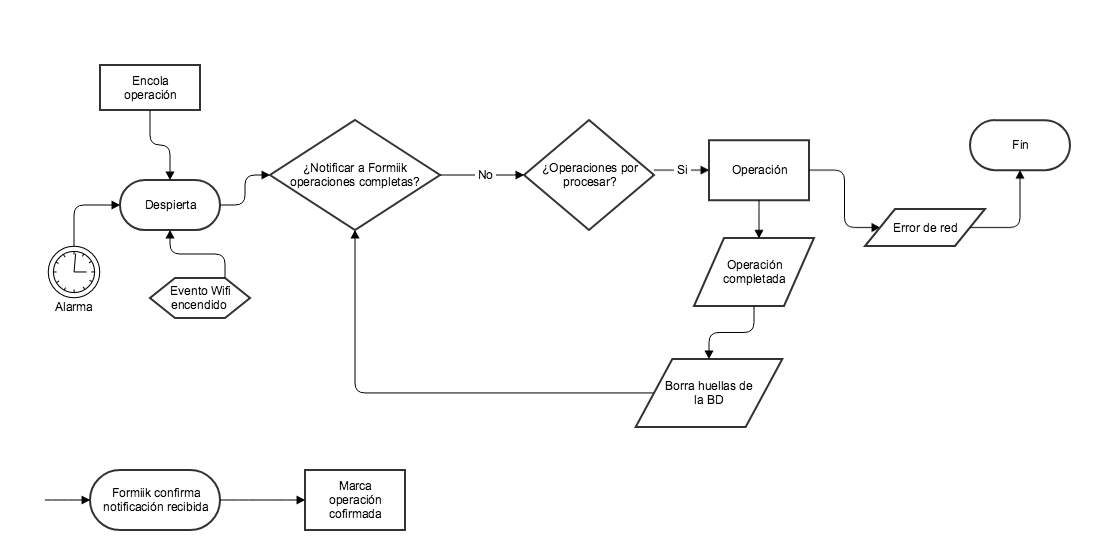 Encola
operación
Despierta
Alarma
Evento Wifi
encendido
¿Notificar a Formiik
operaciones completas?
No
¿Operaciones por
procesar?
Si
Operación
Fin
Error de red
Operación
completada
Borra huellas de
la BD
Formiik confirma
notificación recibida
Marca
operación
cofirmada